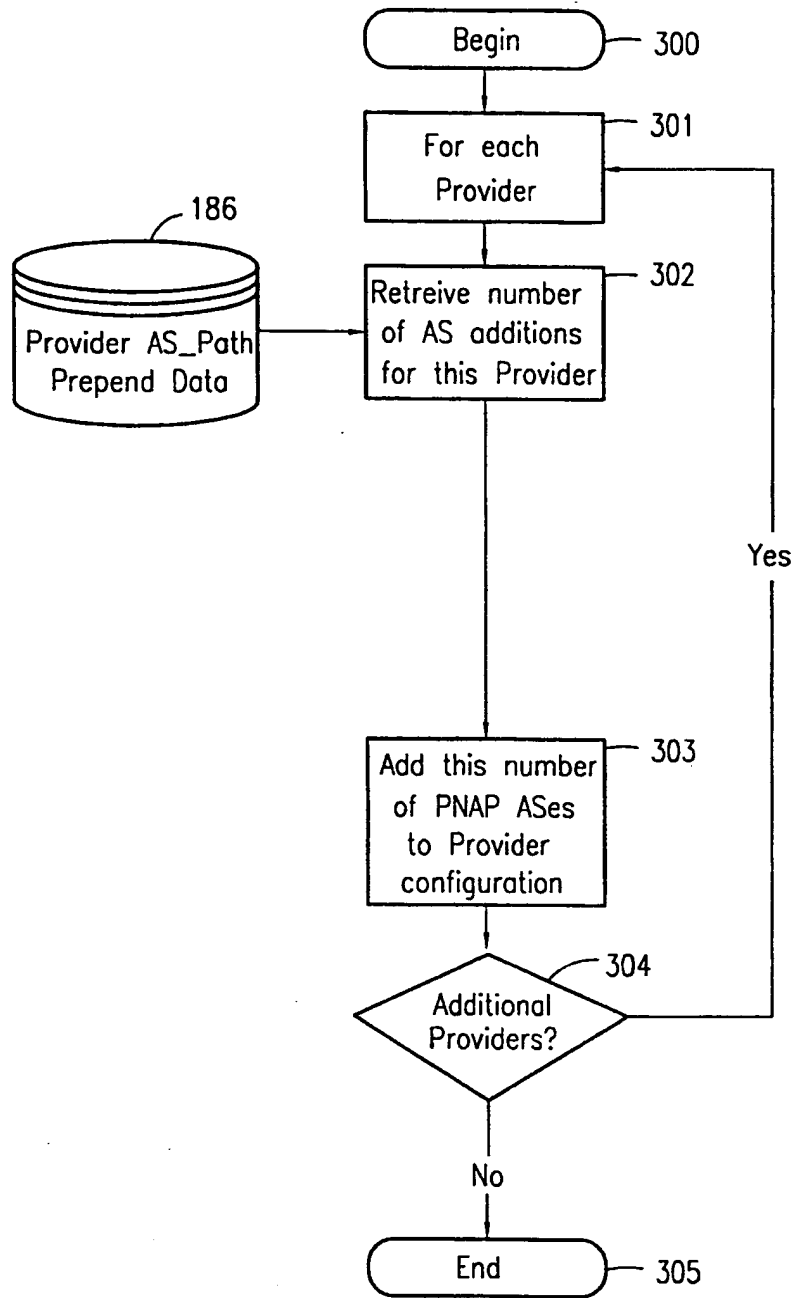 Begin
300
301
For each
Provider
186
302
Retreive number
of AS additions
for this Provider
Provider AS_Path
Prepend Data
Yes
303
Add this number
of PNAP ASes
to Provider
configuration
304
Additional
Providers?
No
End
305